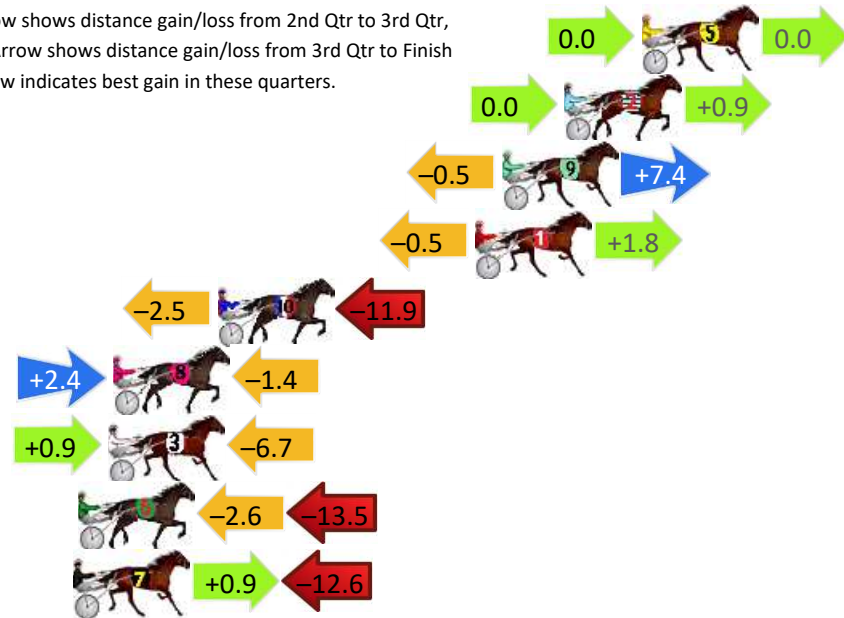 ow shows distance gain/loss from 2nd Qtr to 3rd Qtr,
Arrow shows distance gain/loss from 3rd Qtr to Finish
w indicates best gain in these quarters.
0.0 5 0.0
0.0 2 +0.9
–0.5 9 +7.4
–0.5 1 +1.8
–2.5 10 –11.9
+2.4 8 –1.4
+0.9 3 –6.7
–2.6 –13.5
7 +0.9 –12.6